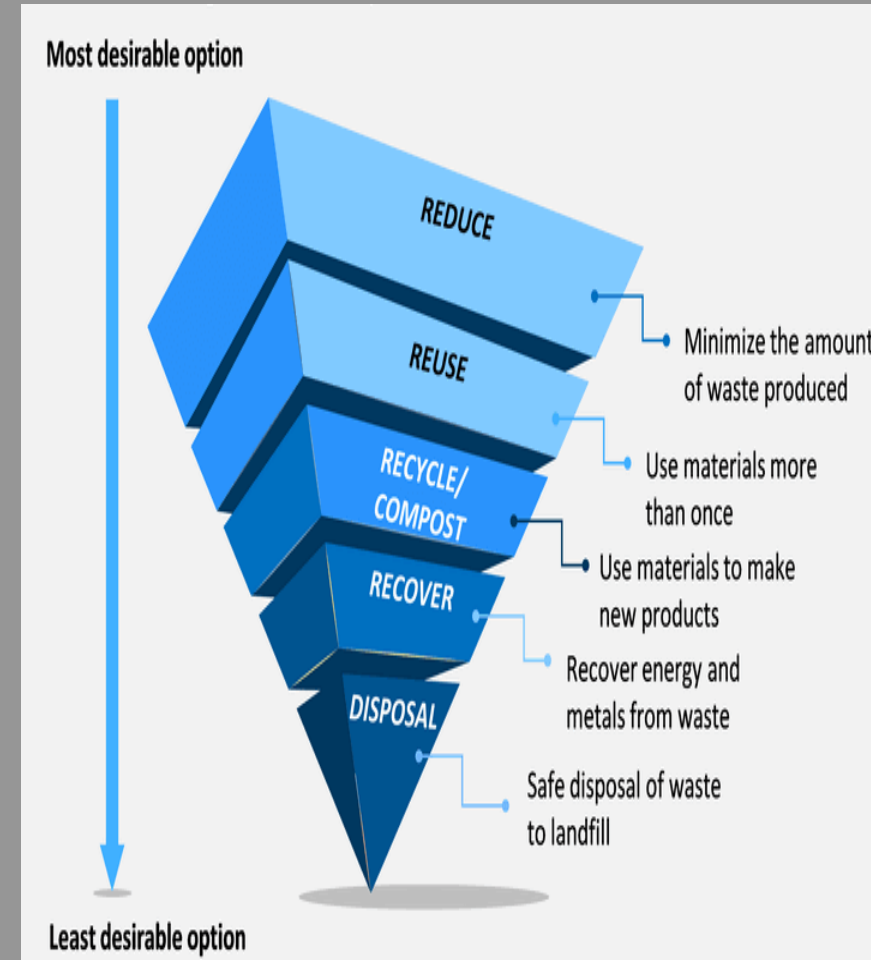 Most desirable option
REDUCE
Minimize the amount
of waste produced
REUSE
Use materials more
than once
RECYCLE/
COMPOST
Use materials to make
new products
RECOVER
Recover energy and
metals from waste
DISPOSAL
Safe disposal of waste
to landfill
Least desirable option